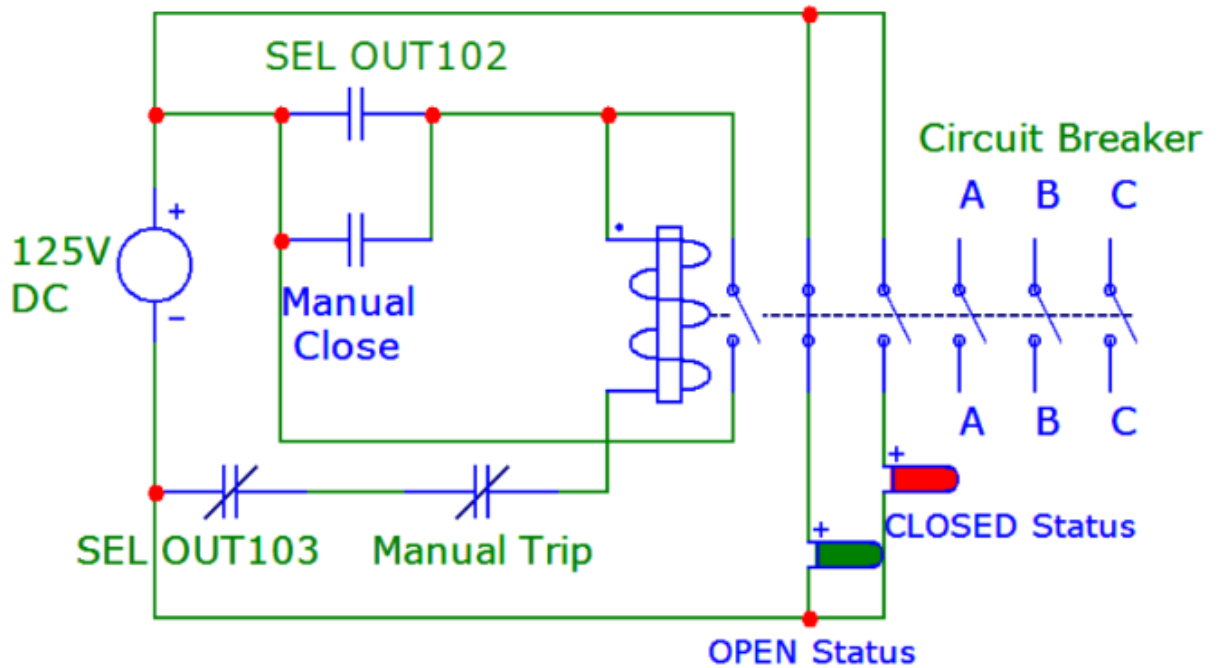 SEL OUT102
Circuit Breaker
A B C
+
125V
DC
−
Manual
Close
A B C
+
CLOSED Status
SEL OUT103
Manual Trip
+
OPEN Status